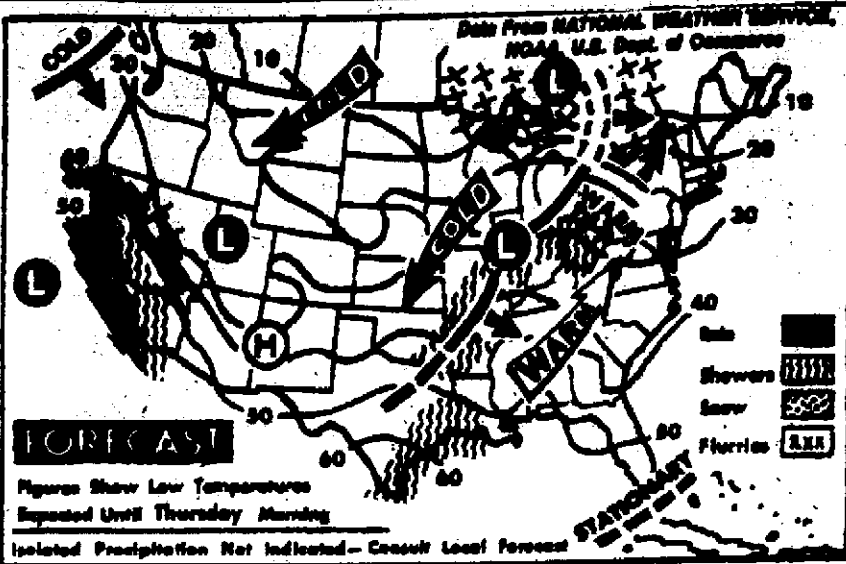 Data From NATIONAL WEATHER SERVICE,
NOAA, U.S. Dept. of Commerce
COLD
30
20
10
COLD
L
10
20
30
40
50
L
L
COLD
L
WARM
H
WARM
50
60
60
50
STATIONARY
Rain
Showers
Snow
Flurries
FORECAST
Figures Show Low Temperatures
Expected Until Thursday Morning
Isolated Precipitation Not Indicated - Consult Local Forecast